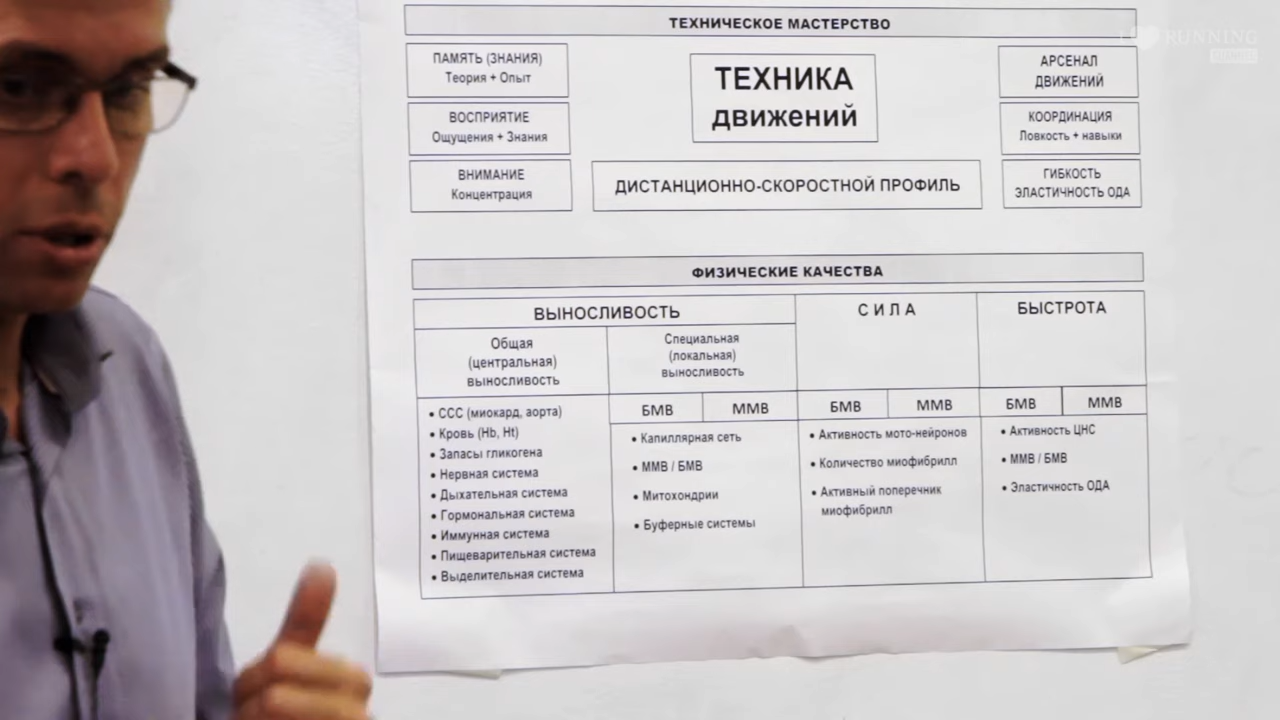 RUNNING
ТЕХНИЧЕСКОЕ МАСТЕРСТВО
ПАМЯТЬ (ЗНАНИЯ)
Теория + Опыт
ВОСПРИЯТИЕ
Ощущения + Знания
ВНИМАНИЕ
Концентрация
ТЕХНИКА
движений
ДИСТАНЦИОННО-СКОРОСТНОЙ ПРОФИЛЬ
АРСЕНАЛ
ДВИЖЕНИЙ
КООРДИНАЦИЯ
Ловкость + навыки
ГИБКОСТЬ
ЭЛАСТИЧНОСТЬ ОДА
ФИЗИЧЕСКИЕ КАЧЕСТВА
ВЫНОСЛИВОСТЬ
Общая
(центральная)
выносливость
• ССС (миокард, аорта)
• Кровь (Hb, Ht)
• Запасы гликогена
• Нервная система
• Дыхательная система
• Гормональная система
• Иммунная система
• Пищеварительная система
• Выделительная система
Специальная
(локальная)
выносливость
БМВ ММВ
• Капиллярная сеть
• ММВ / БМВ
• Митохондрии
• Буферные системы
СИЛА
БМВ ММВ
• Активность мото-нейронов
• Количество миофибрилл
• Активный поперечник
миофибрилл
БЫСТРОТА
БМВ ММВ
• Активность ЦНС
• ММВ / БМВ
• Эластичность ОДА